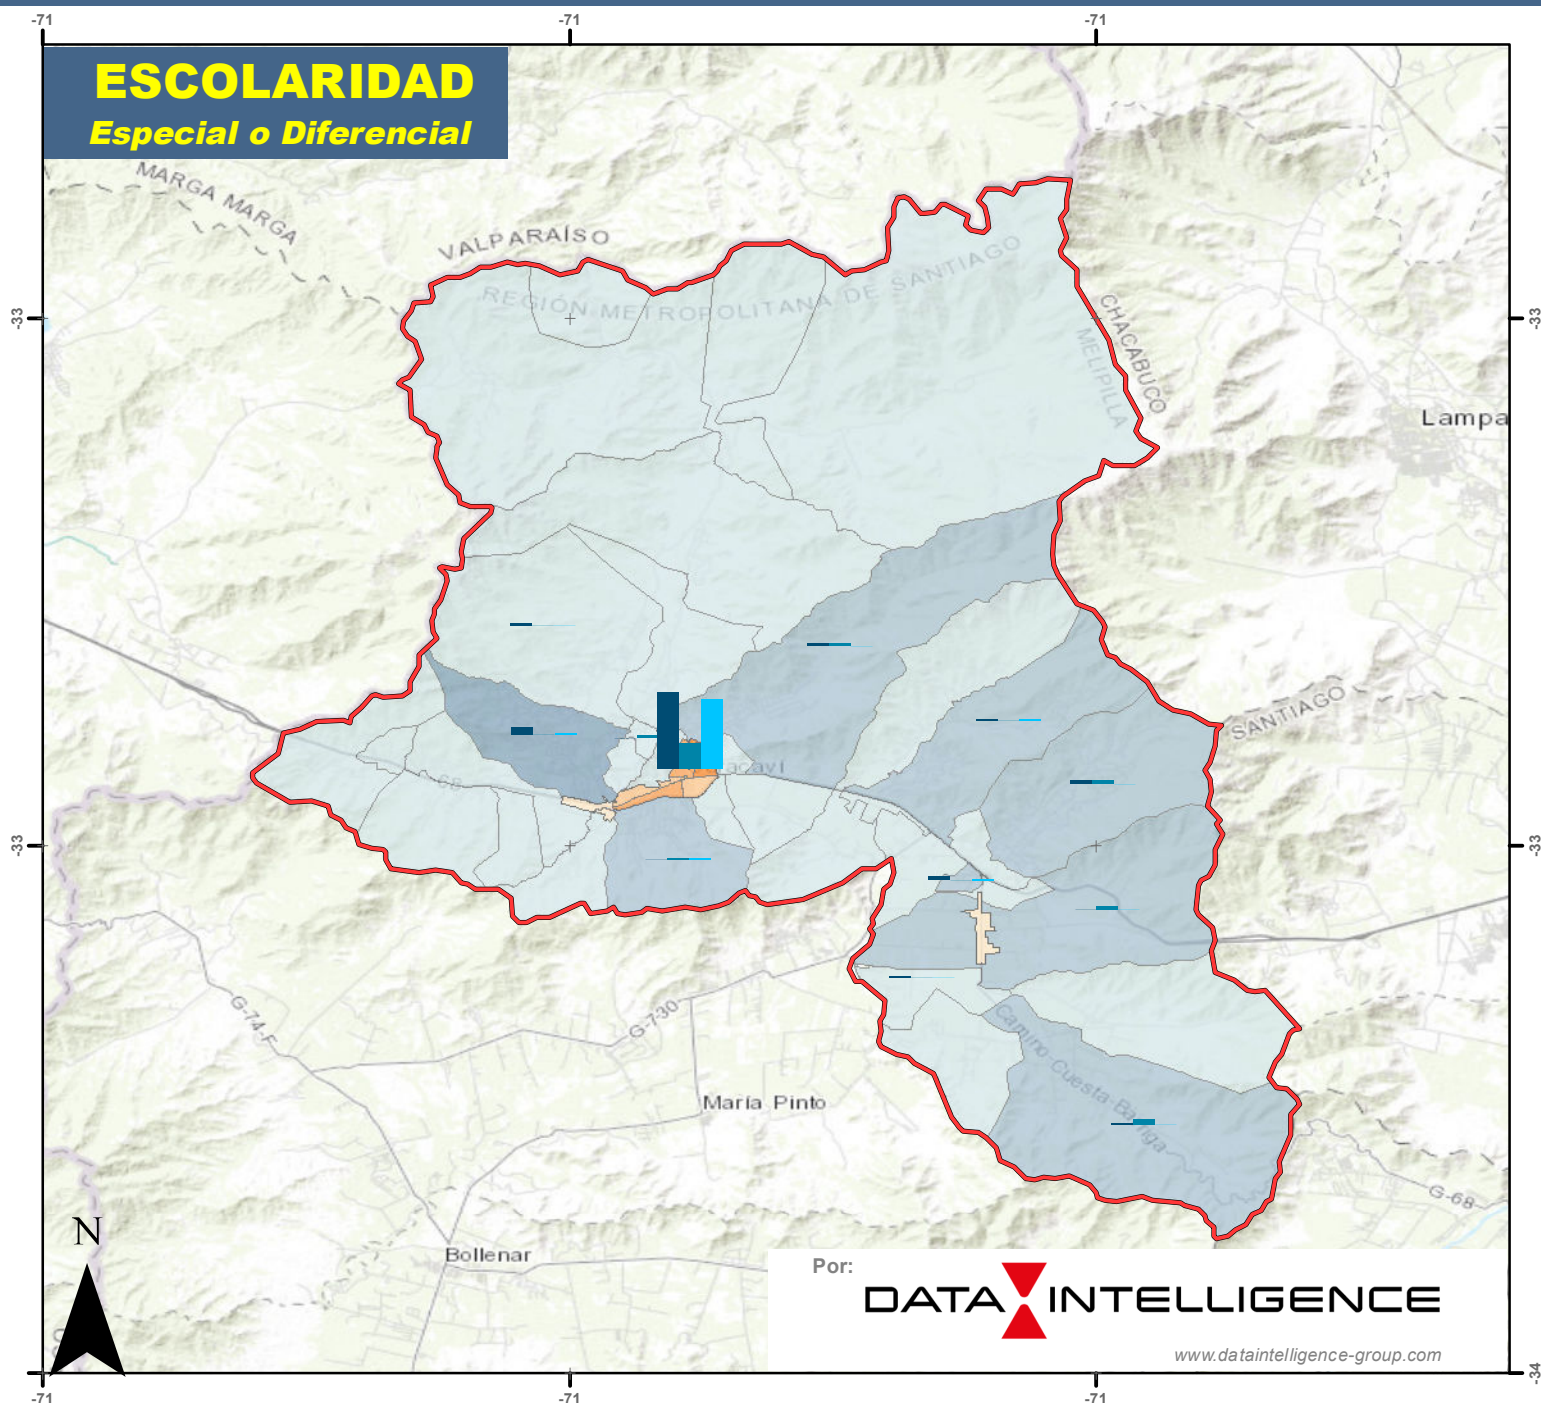 -71
-71
-71
ESCOLARIDAD
Especial o Diferencial
MARGA MARGA
VALPARAÍSO
REGIÓN METROPOLITANA DE SANTIAGO
CHACABUCO
MELIPILLA
-33
-33
Lampa
SANTIAGO
-33
-33
G-74-F
G-730
Camino-Cuesta-Barriga
María Pinto
G-68
N
Bollenar
Por:
DATA INTELLIGENCE
www.dataintelligence-group.com
-34
-71
-71
-71